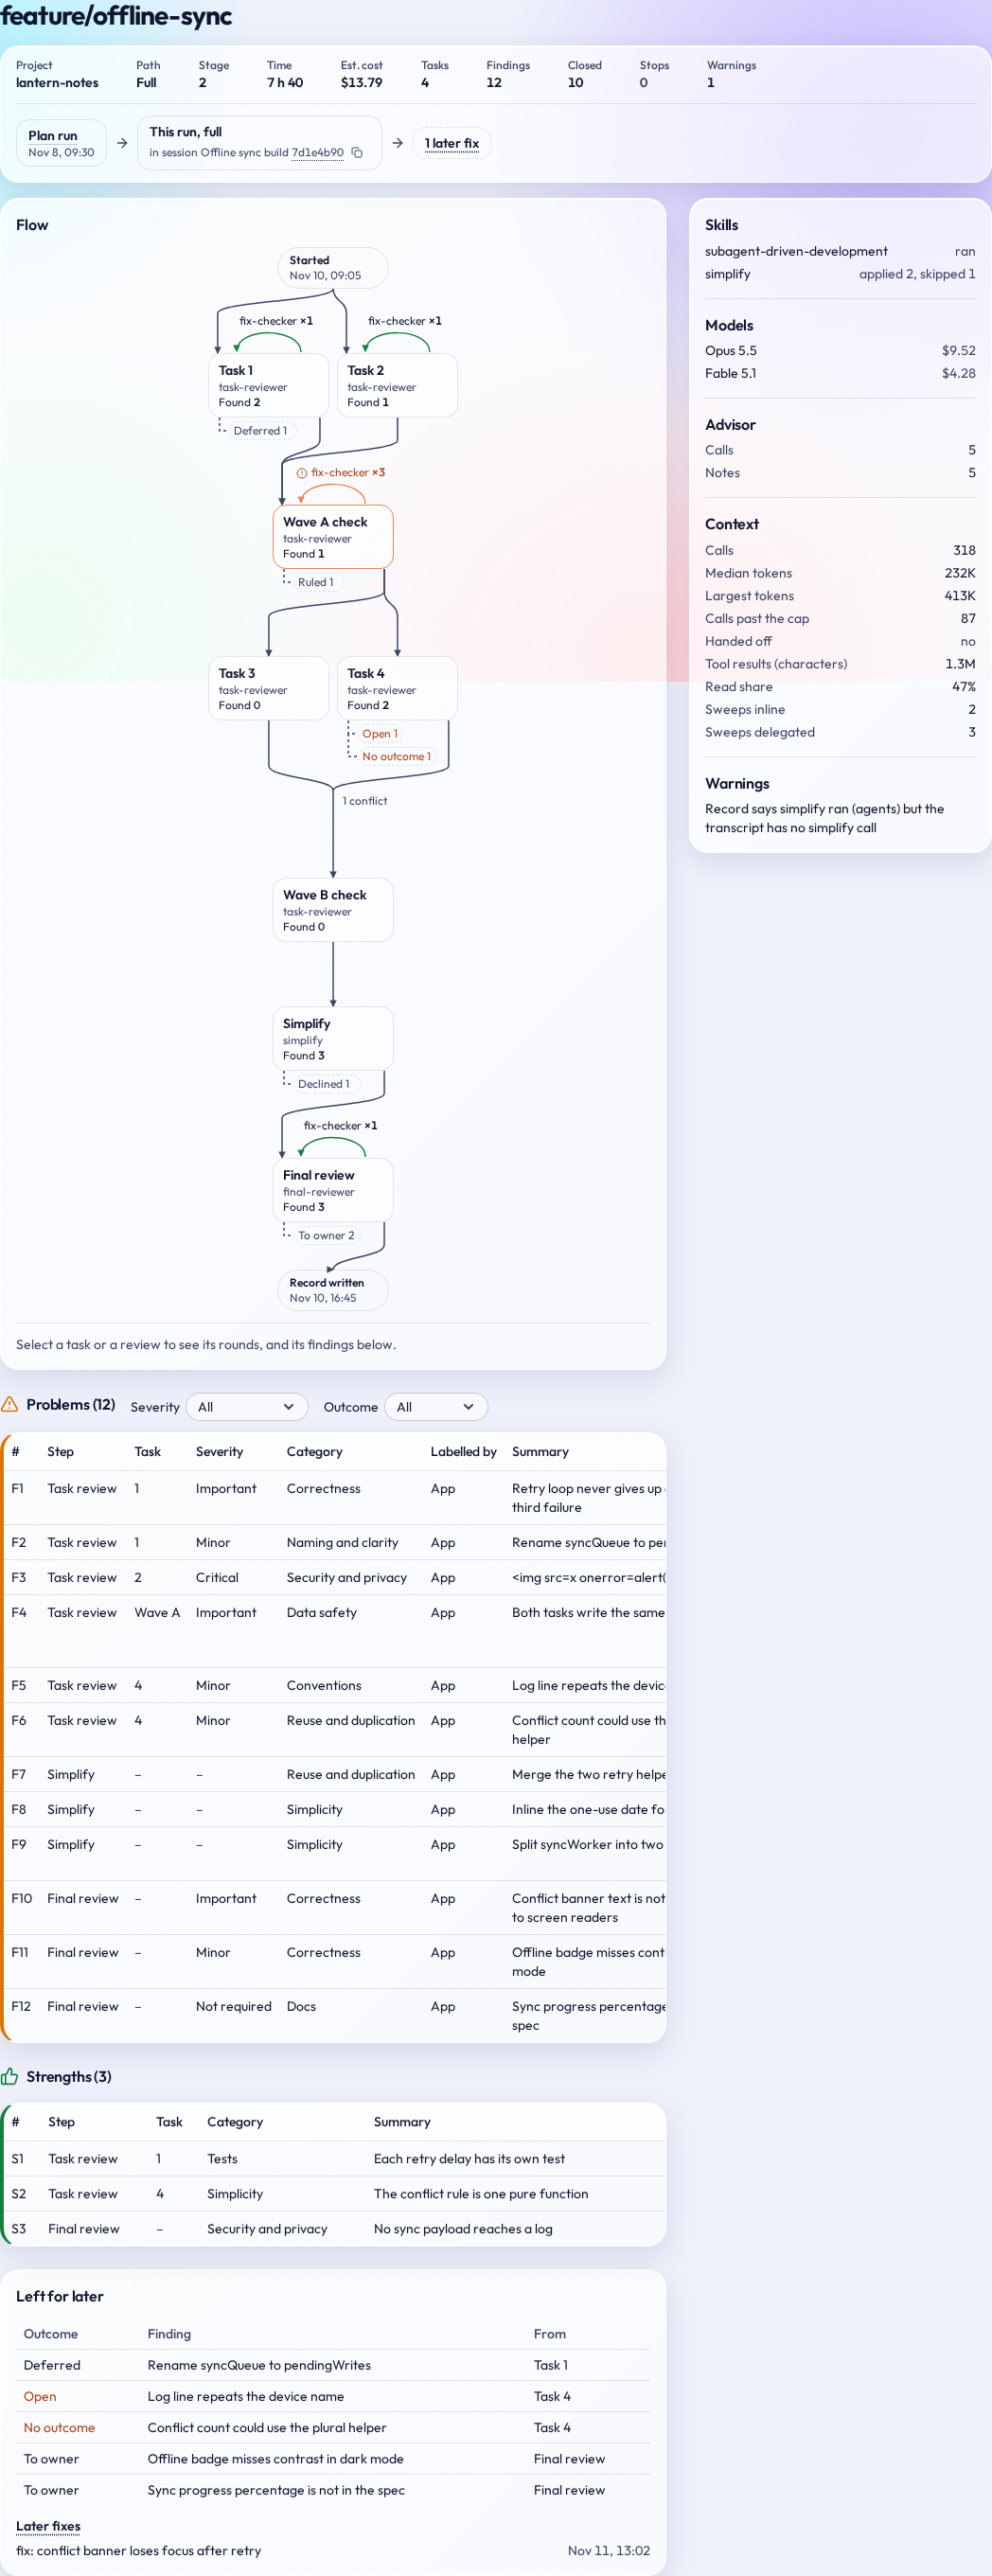 feature/offline-sync
Project Path Stage Time Est. cost Tasks Findings Closed Stops Warnings
lantern-notes Full 2 7 h 40 $13.79 4 12 10 0 1
Plan run
Nov 8, 09:30
This run, full
in session Offline sync build 7d1e4b90
1 later fix
Flow
Started
Nov 10, 09:05
fix-checker ×1 fix-checker ×1
Task 1
task-reviewer
Found 2
Deferred 1
Task 2
task-reviewer
Found 1
fix-checker ×3
Wave A check
task-reviewer
Found 1
Ruled 1
Task 3
task-reviewer
Found 0
Task 4
task-reviewer
Found 2
Open 1
No outcome 1
1 conflict
Wave B check
task-reviewer
Found 0
Simplify
simplify
Found 3
Declined 1
fix-checker ×1
Final review
final-reviewer
Found 3
To owner 2
Record written
Nov 10, 16:45
Select a task or a review to see its rounds, and its findings below.
Skills
subagent-driven-development ran
simplify applied 2, skipped 1
Models
Opus 5.5 $9.52
Fable 5.1 $4.28
Advisor
Calls 5
Notes 5
Context
Calls 318
Median tokens 232K
Largest tokens 413K
Calls past the cap 87
Handed off no
Tool results (characters) 1.3M
Read share 47%
Sweeps inline 2
Sweeps delegated 3
Warnings
Record says simplify ran (agents) but the
transcript has no simplify call
Problems (12) Severity All Outcome All
# Step Task Severity Category Labelled by Summary
F1 Task review 1 Important Correctness App Retry loop never gives up
third failure
F2 Task review 1 Minor Naming and clarity App Rename syncQueue to
F3 Task review 2 Critical Security and privacy App <img src=x onerror=alert(
F4 Task review Wave A Important Data safety App Both tasks write the same
F5 Task review 4 Minor Conventions App Log line repeats the
F6 Task review 4 Minor Reuse and duplication App Conflict count could use
helper
F7 Simplify – – Reuse and duplication App Merge the two retry
F8 Simplify – – Simplicity App Inline the one-use date
F9 Simplify – – Simplicity App Split syncWorker into two
F10 Final review – Important Correctness App Conflict banner text is not
to screen readers
F11 Final review – Minor Correctness App Offline badge misses
mode
F12 Final review – Not required Docs App Sync progress percentage
spec
Strengths (3)
# Step Task Category Summary
S1 Task review 1 Tests Each retry delay has its own test
S2 Task review 4 Simplicity The conflict rule is one pure function
S3 Final review – Security and privacy No sync payload reaches a log
Left for later
Outcome Finding From
Deferred Rename syncQueue to pendingWrites Task 1
Open Log line repeats the device name Task 4
No outcome Conflict count could use the plural helper Task 4
To owner Offline badge misses contrast in dark mode Final review
To owner Sync progress percentage is not in the spec Final review
Later fixes
fix: conflict banner loses focus after retry Nov 11, 13:02